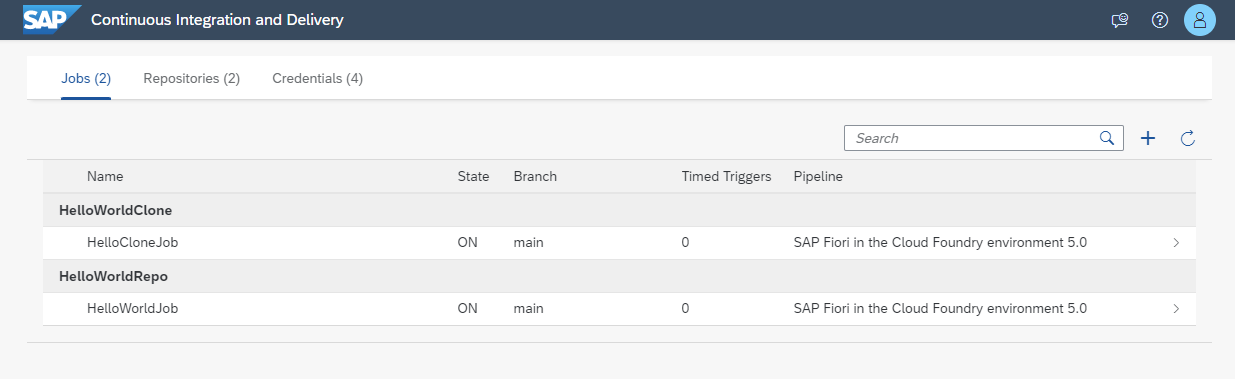 SAP Continuous Integration and Delivery
Jobs (2) Repositories (2) Credentials (4)
Search
Name State Branch Timed Triggers Pipeline
HelloWorldClone
HelloCloneJob ON main 0 SAP Fiori in the Cloud Foundry environment 5.0
HelloWorldRepo
HelloWorldJob ON main 0 SAP Fiori in the Cloud Foundry environment 5.0